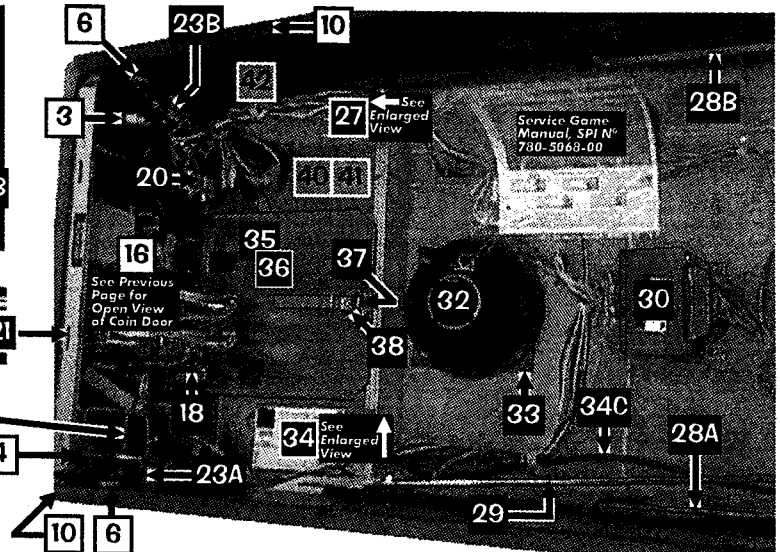 6
23B
10
42
3
27
See
Enlarged
View
Service Game
Manual, SPI Nº
780-5068-00
28B
20
40 41
16
See Previous
Page for
Open View
of Coin Door
35
36
37
32
30
38
21
18
34
See
Enlarged
View
33
34C
28A
4
23A
10
6
29